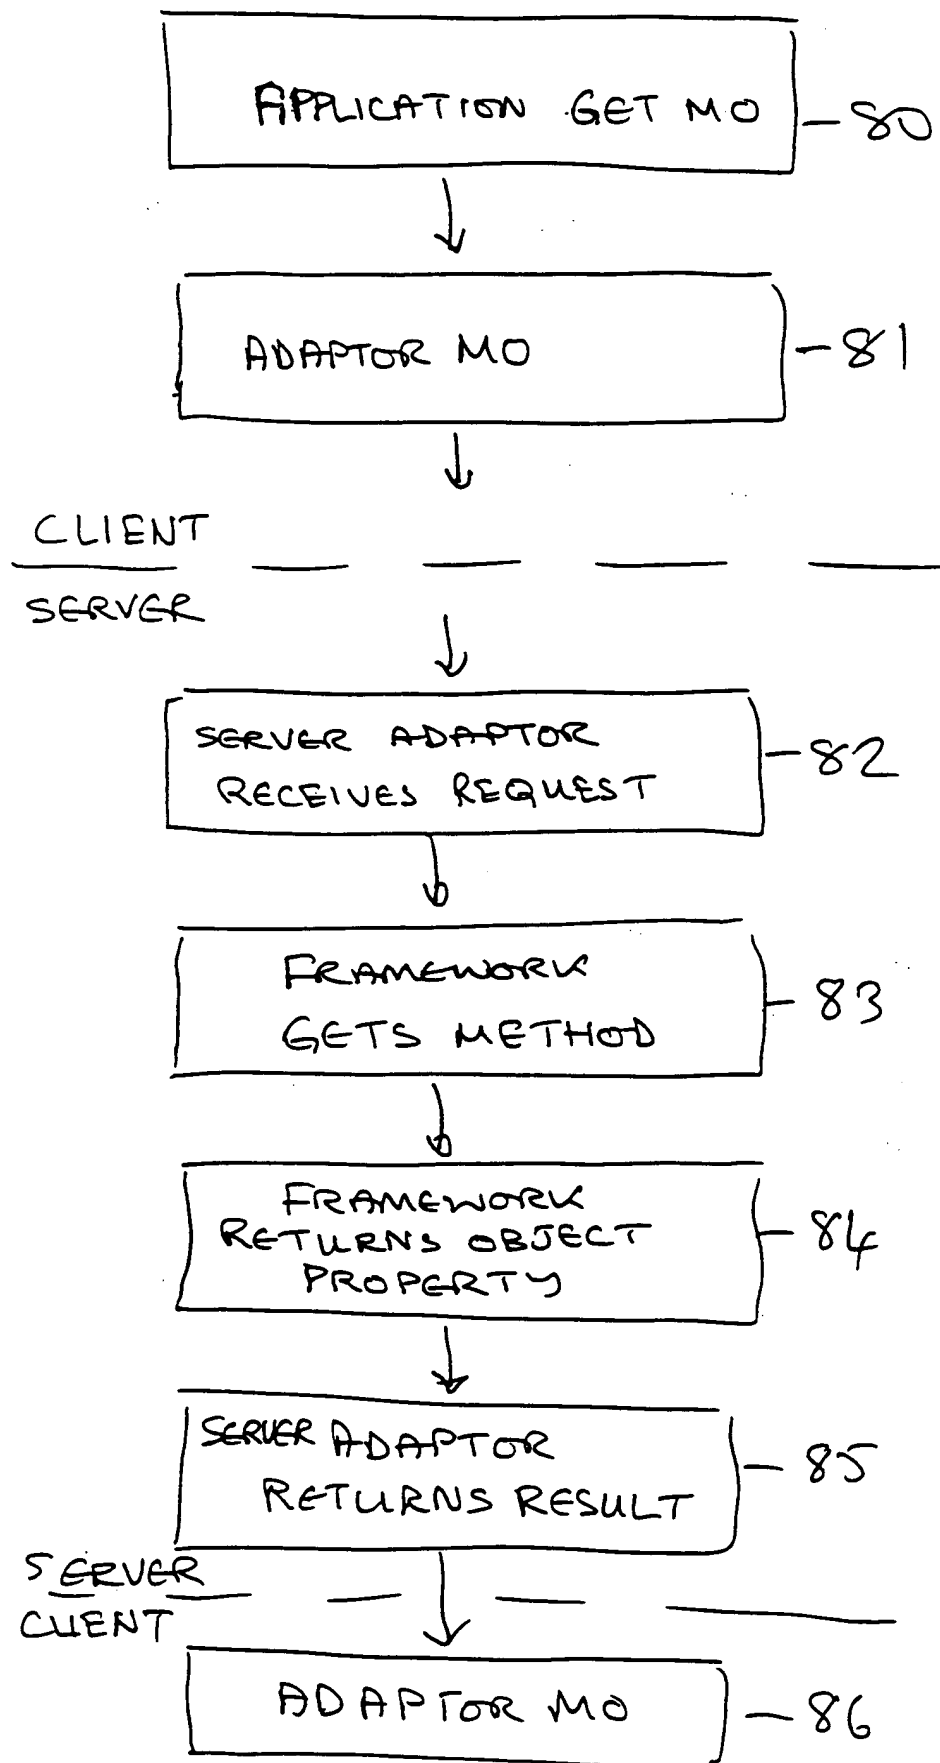 APPLICATION GET MO
80
ADAPTOR MO
81
CLIENT
SERVER
SERVER ADAPTOR
RECEIVES REQUEST
82
FRAMEWORK
GETS METHOD
83
FRAMEWORK
RETURNS OBJECT
PROPERTY
84
SERVER ADAPTOR
RETURNS RESULT
85
SERVER
CLIENT
ADAPTOR MO
86